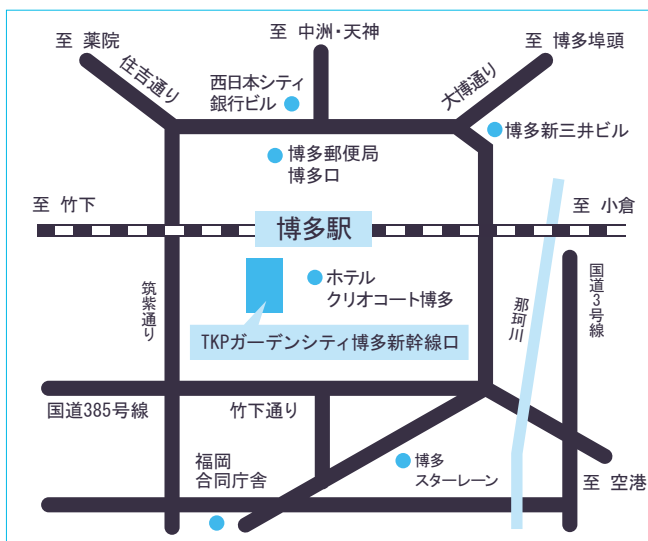 至 薬院
至 中洲・天神
至 博多埠頭
住吉通り
西日本シティ
銀行ビル
大博通り
博多新三井ビル
博多郵便局
博多口
至 竹下
博多駅
至 小倉
筑紫通り
ホテル
クリオコート博多
那珂川
国道3号線
TKPガーデンシティ博多新幹線口
国道385号線
竹下通り
福岡
合同庁舎
博多
スターレーン
至 空港